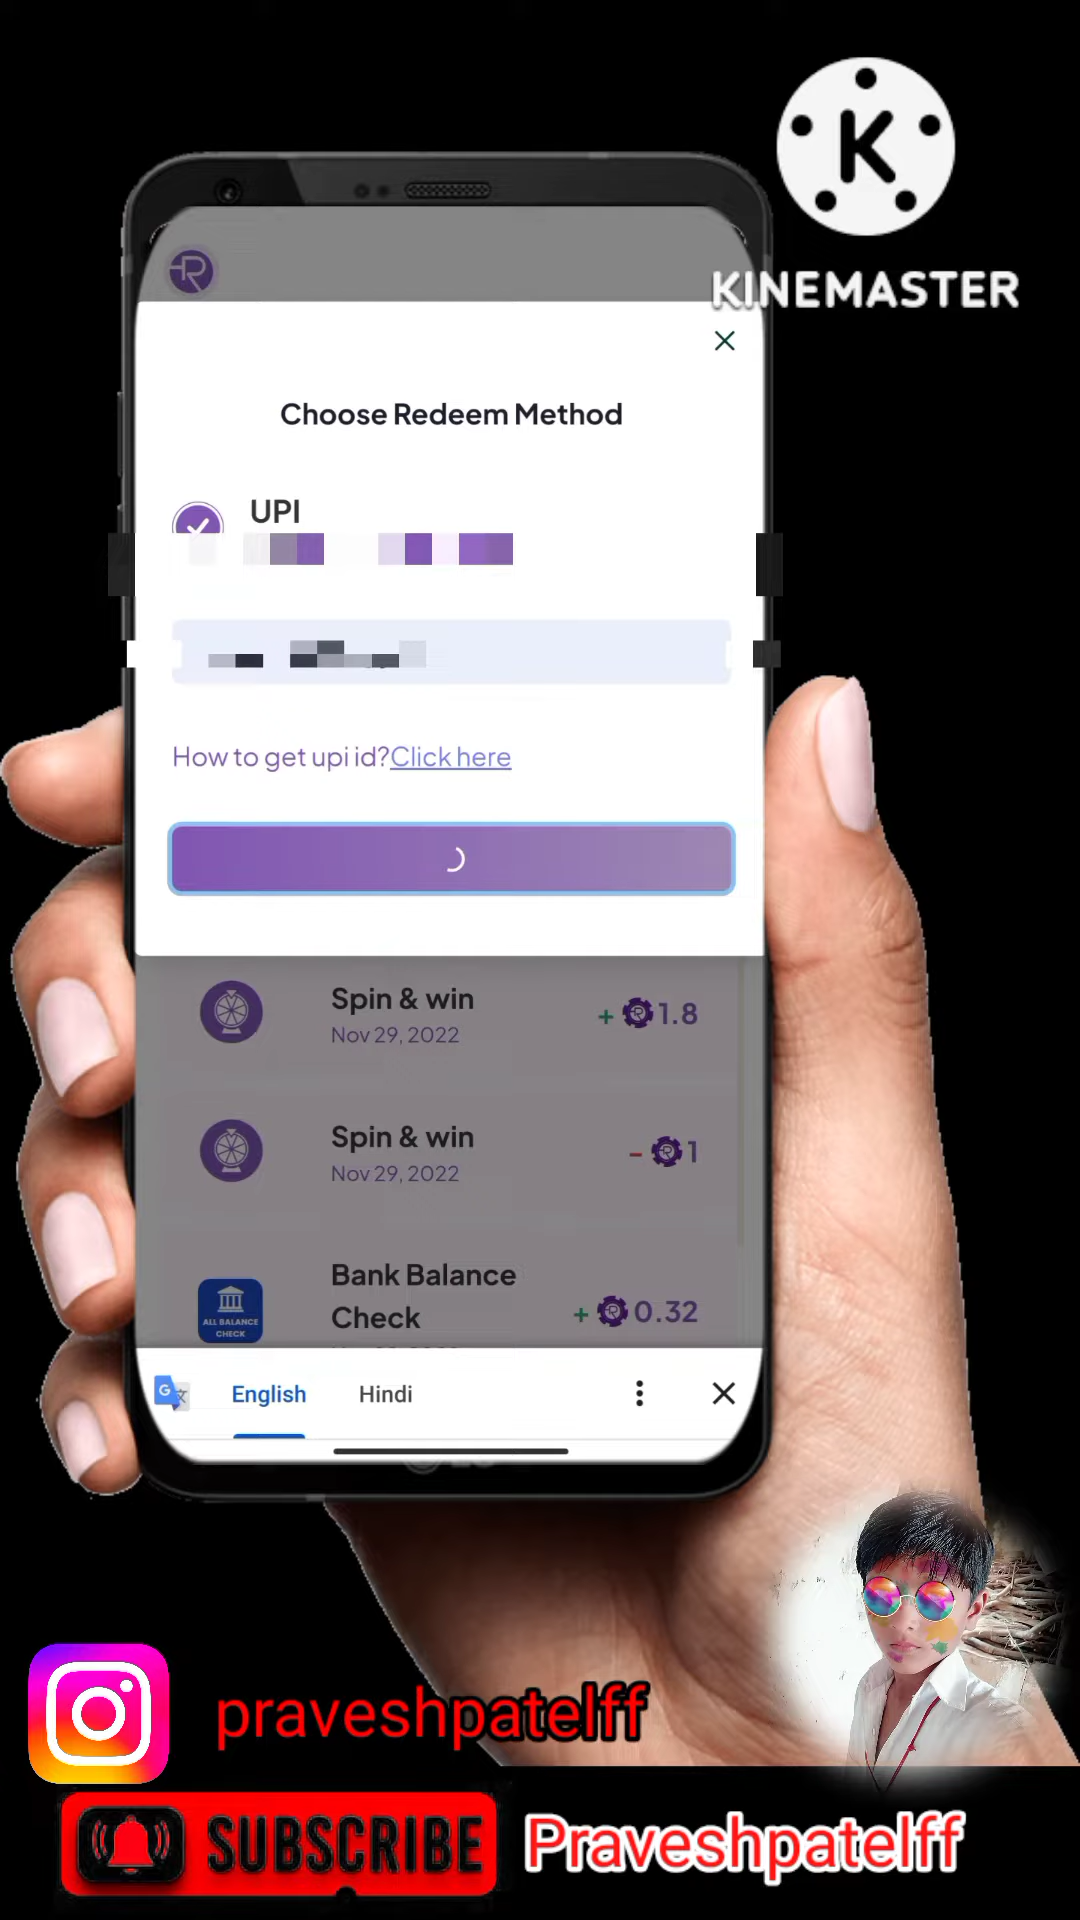 K
KINEMASTER
Choose Redeem Method
UPI
How to get upi id?Click here
Spin & win
Nov 29, 2022
+ 1.8
Spin & win
Nov 29, 2022
- 1
Bank Balance
Check
+ 0.32
ALL BALANCE
CHECK
G
English
Hindi
praveshpatelff
SUBSCRIBE
Praveshpatelff